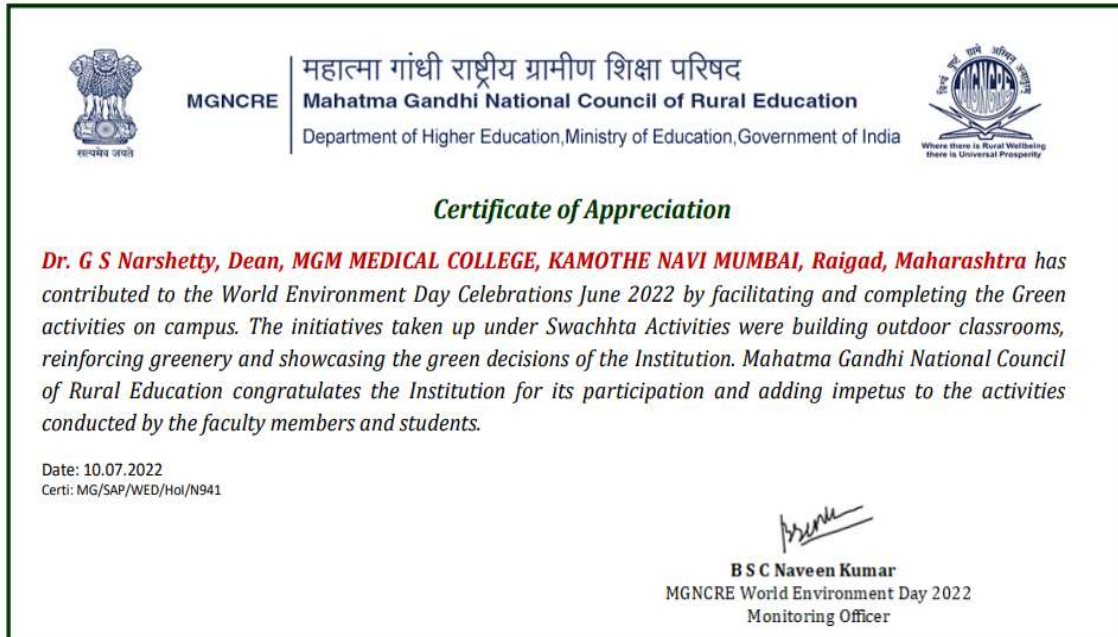 सत्यमेव जयते
MGNCRE
महात्मा गांधी राष्ट्रीय ग्रामीण शिक्षा परिषद
Mahatma Gandhi National Council of Rural Education
Department of Higher Education,Ministry of Education,Government of India
MGNCRE
Where there is Rural Wellbeing
there is Universal Prosperity
Certificate of Appreciation
Dr. G S Narshetty, Dean, MGM MEDICAL COLLEGE, KAMOTHE NAVI MUMBAI, Raigad, Maharashtra has
contributed to the World Environment Day Celebrations June 2022 by facilitating and completing the Green
activities on campus. The initiatives taken up under Swachhta Activities were building outdoor classrooms,
reinforcing greenery and showcasing the green decisions of the Institution. Mahatma Gandhi National Council
of Rural Education congratulates the Institution for its participation and adding impetus to the activities
conducted by the faculty members and students.
Date: 10.07.2022
Certi: MG/SAP/WED/Hol/N941
B S C Naveen Kumar
MGNCRE World Environment Day 2022
Monitoring Officer